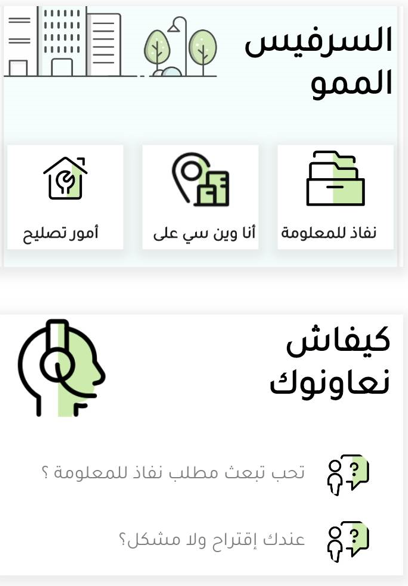 السرفيس
الممو
نفاذ للمعلومة
أنا وين سي على
أمور تصليح
كيفاش
نعاونوك
تحب تبعث مطلب نفاذ للمعلومة ؟
عندك إقتراح ولا مشكل؟